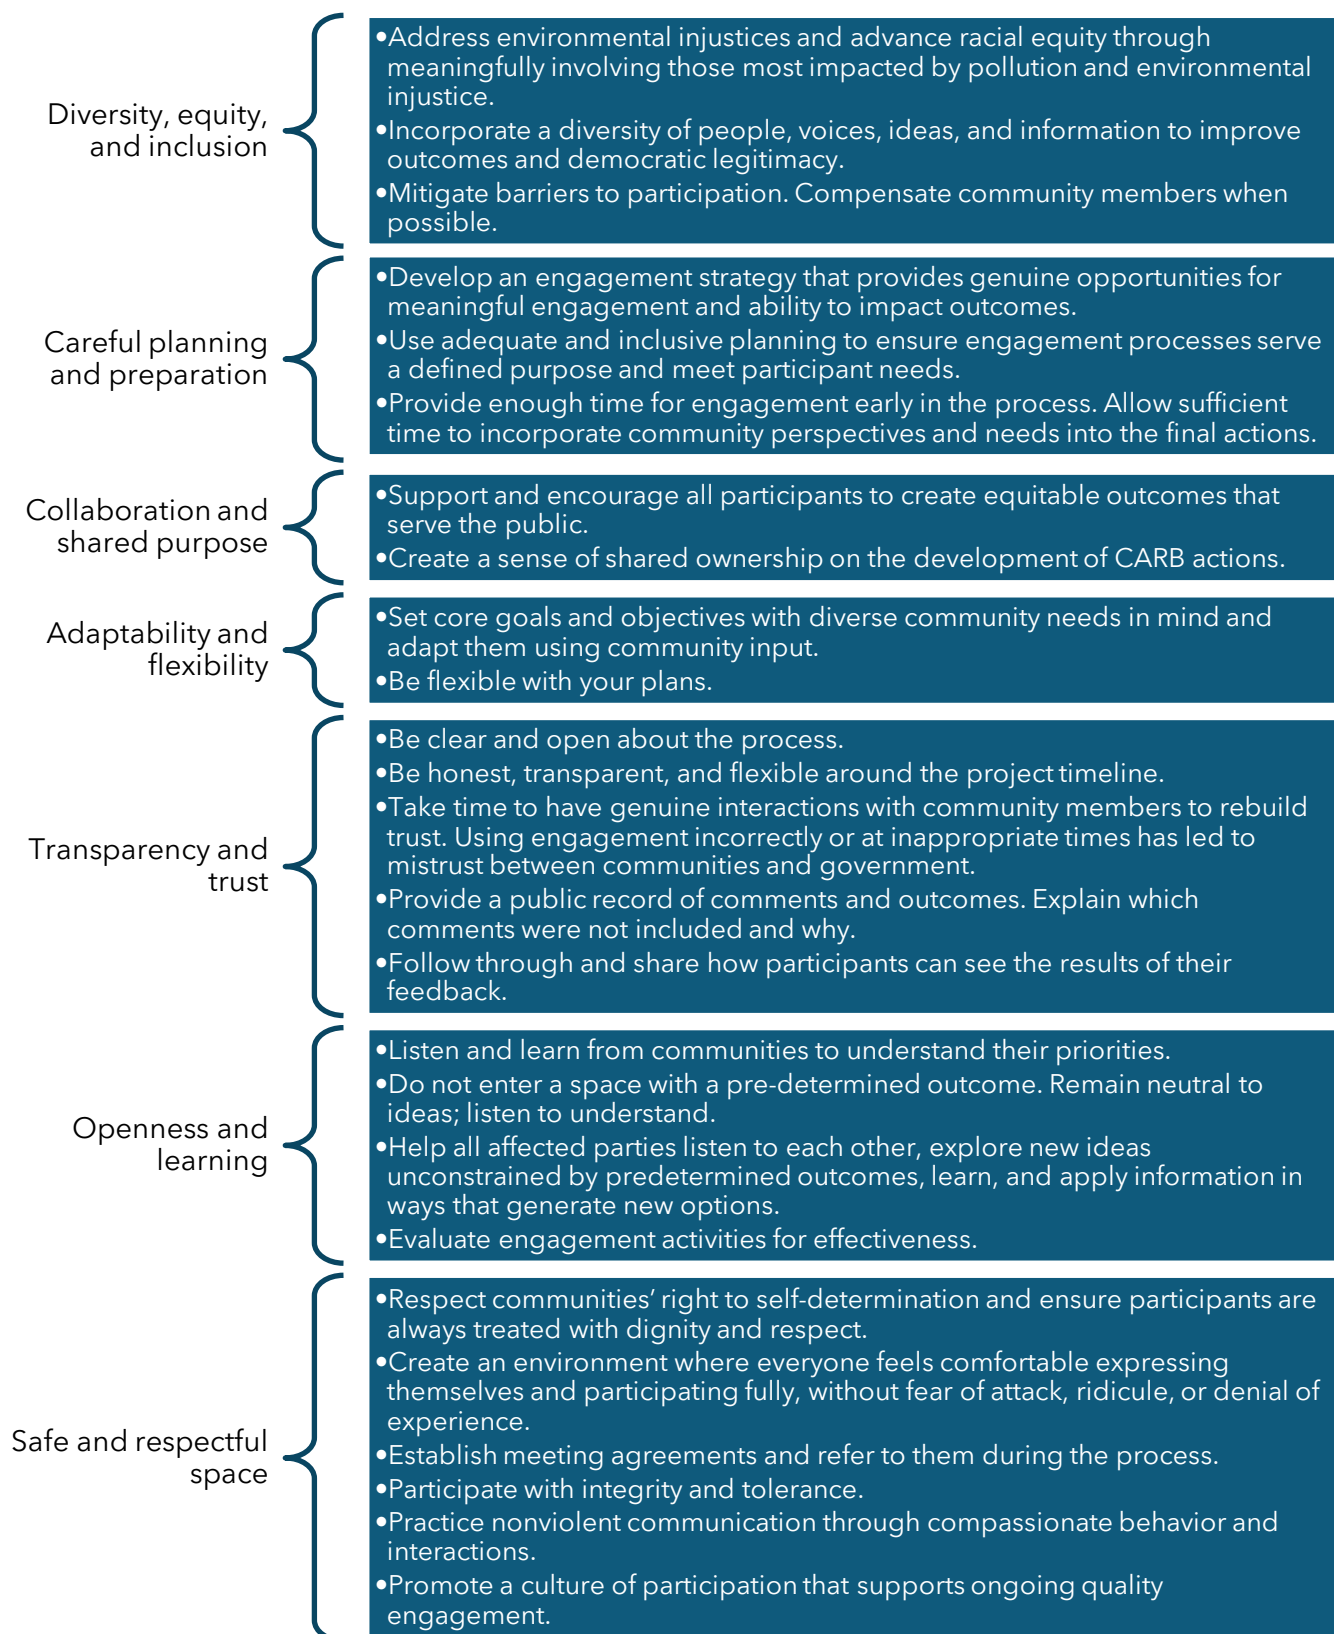 Diversity, equity,
and inclusion
•Address environmental injustices and advance racial equity through
meaningfully involving those most impacted by pollution and environmental
injustice.
•Incorporate a diversity of people, voices, ideas, and information to improve
outcomes and democratic legitimacy.
•Mitigate barriers to participation. Compensate community members when
possible.
Careful planning
and preparation
•Develop an engagement strategy that provides genuine opportunities for
meaningful engagement and ability to impact outcomes.
•Use adequate and inclusive planning to ensure engagement processes serve
a defined purpose and meet participant needs.
•Provide enough time for engagement early in the process. Allow sufficient
time to incorporate community perspectives and needs into the final actions.
Collaboration and
shared purpose
•Support and encourage all participants to create equitable outcomes that
serve the public.
•Create a sense of shared ownership on the development of CARB actions.
Adaptability and
flexibility
•Set core goals and objectives with diverse community needs in mind and
adapt them using community input.
•Be flexible with your plans.
Transparency and
trust
•Be clear and open about the process.
•Be honest, transparent, and flexible around the project timeline.
•Take time to have genuine interactions with community members to rebuild
trust. Using engagement incorrectly or at inappropriate times has led to
mistrust between communities and government.
•Provide a public record of comments and outcomes. Explain which
comments were not included and why.
•Follow through and share how participants can see the results of their
feedback.
Openness and
learning
•Listen and learn from communities to understand their priorities.
•Do not enter a space with a pre-determined outcome. Remain neutral to
ideas; listen to understand.
•Help all affected parties listen to each other, explore new ideas
unconstrained by predetermined outcomes, learn, and apply information in
ways that generate new options.
•Evaluate engagement activities for effectiveness.
Safe and respectful
space
•Respect communities’ right to self-determination and ensure participants are
always treated with dignity and respect.
•Create an environment where everyone feels comfortable expressing
themselves and participating fully, without fear of attack, ridicule, or denial of
experience.
•Establish meeting agreements and refer to them during the process.
•Participate with integrity and tolerance.
•Practice nonviolent communication through compassionate behavior and
interactions.
•Promote a culture of participation that supports ongoing quality
engagement.